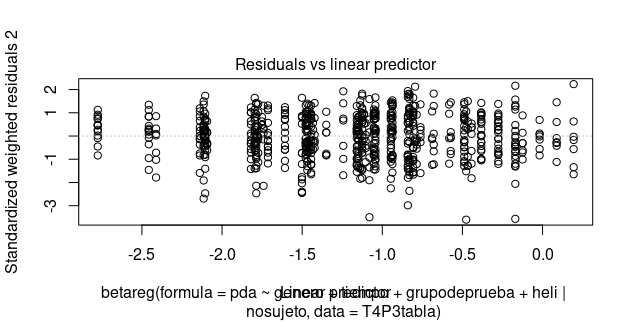 Residuals vs linear predictor
Standardized weighted residuals 2
2
1
-1
-3
-2.5 -2.0 -1.5 -1.0 -0.5 0.0
Linear predictor
betareg(formula = pda ~ + grupodeprueba + heli |
nosujeto, data = T4P3tabla)